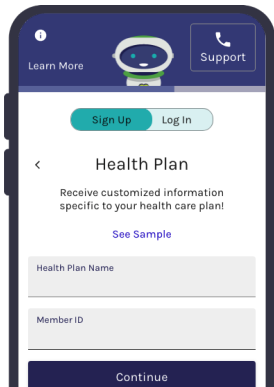 Learn More
Support
Sign Up
Log In
Health Plan
Receive customized information
specific to your health care plan!
See Sample
Health Plan Name
Member ID
Continue